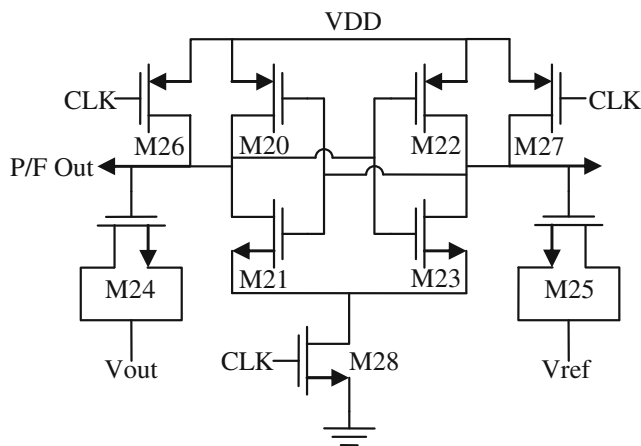 VDD
CLK
CLK
M26
M20
M22
M27
P/F Out
M21
M23
M24
M25
Vout
CLK
M28
Vref